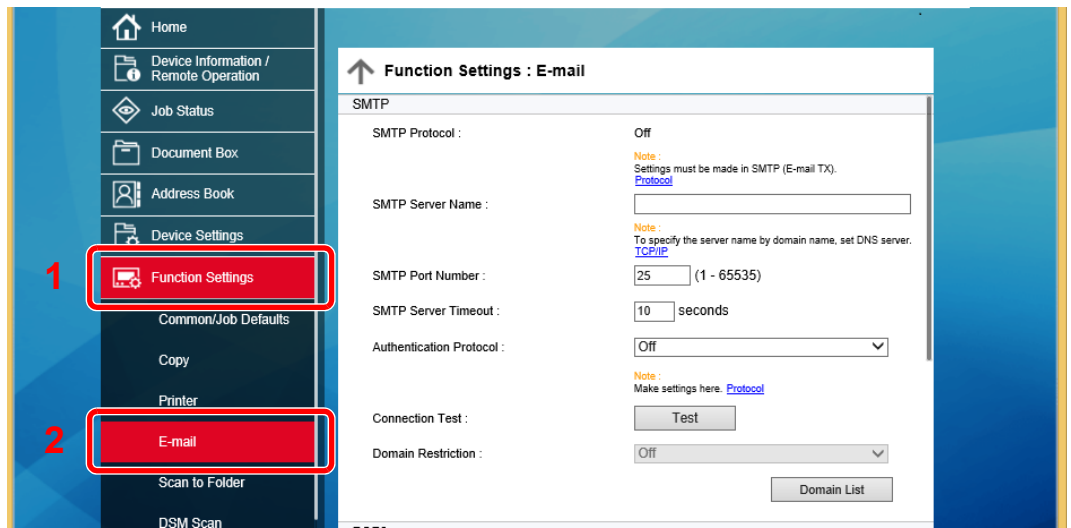 Home
Device Information /
Remote Operation
Job Status
Document Box
Address Book
Device Settings
1
Function Settings
Common/Job Defaults
Copy
Printer
2
E-mail
Scan to Folder
DSM Scan
Function Settings : E-mail
SMTP
SMTP Protocol : Off
Note :
Settings must be made in SMTP (E-mail TX).
Protocol
SMTP Server Name :
Note :
To specify the server name by domain name, set DNS server.
TCP/IP
SMTP Port Number : 25 (1 - 65535)
SMTP Server Timeout : 10 seconds
Authentication Protocol : Off
Note :
Make settings here. Protocol
Connection Test : Test
Domain Restriction : Off
Domain List